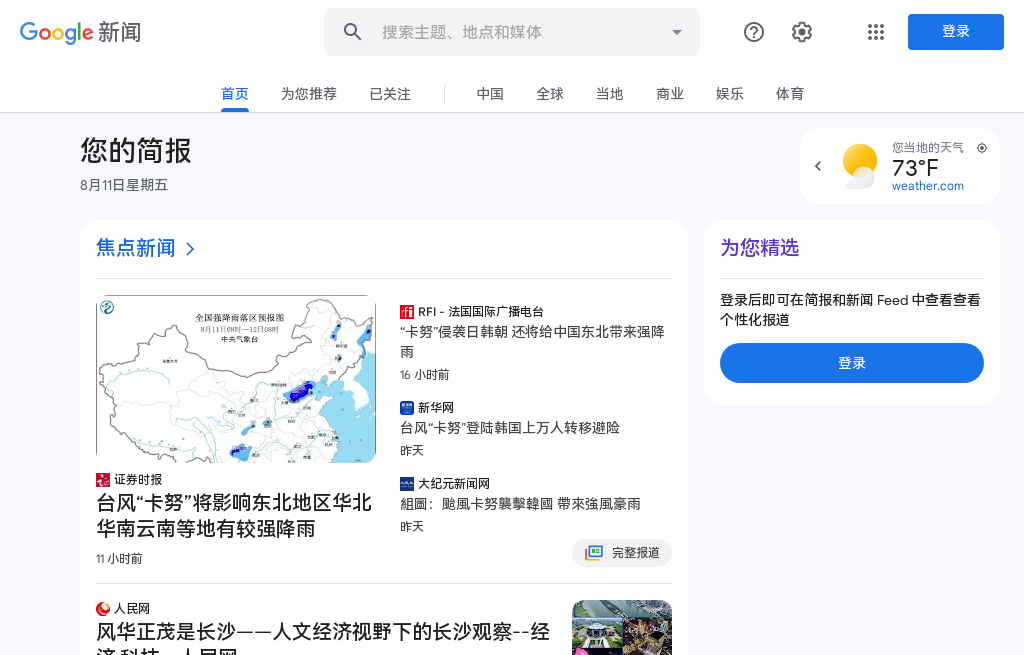 Google 新闻
搜索主题、地点和媒体
登录
首页
为您推荐
已关注
中国
全球
当地
商业
娱乐
体育
您的简报
8月11日星期五
您当地的天气
73°F
weather.com
焦点新闻
全国强降雨落区预报图
8月11日08时—12日08时
中央气象台
证券时报
台风“卡努”将影响东北地区华北
华南云南等地有较强降雨
11 小时前
RFI - 法国国际广播电台
“卡努”侵袭日韩朝 还将给中国东北带来强降
雨
16 小时前
新华网
台风“卡努”登陆韩国上万人转移避险
昨天
大纪元新闻网
組圖：颱風卡努襲擊韓國 帶來強風豪雨
昨天
完整报道
人民网
风华正茂是长沙——人文经济视野下的长沙观察--经
济·科技--人民网
为您精选
登录后即可在简报和新闻 Feed 中查看查看
个性化报道
登录